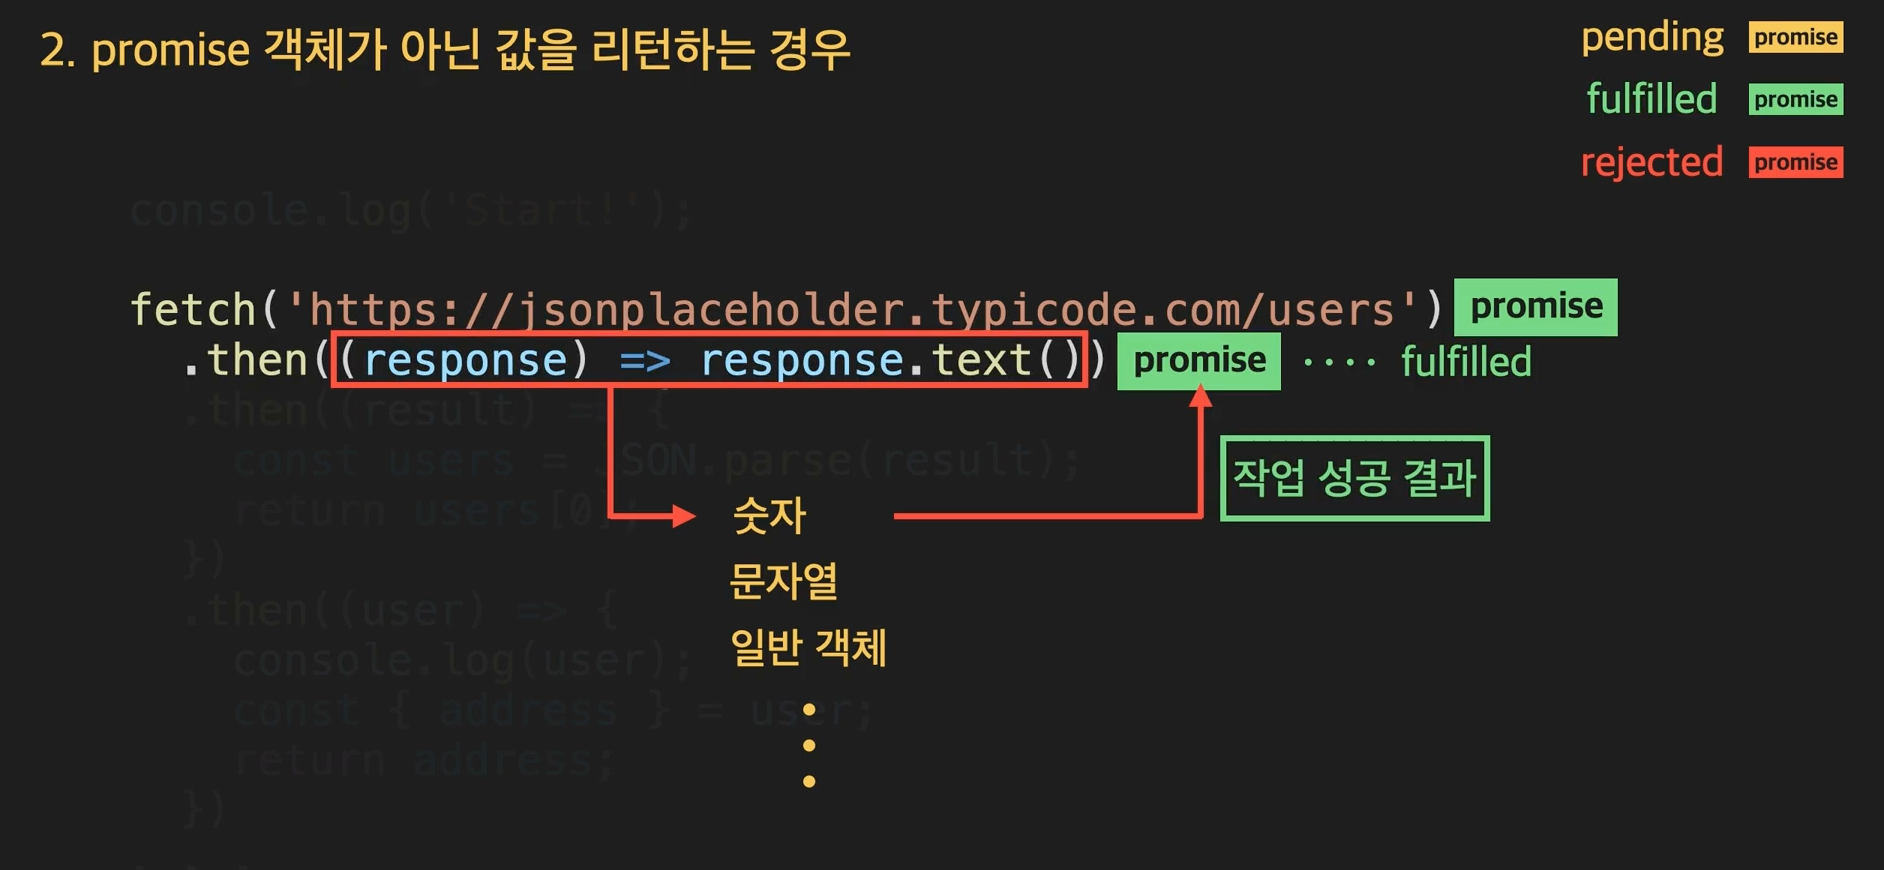 2. promise 객체가 아닌 값을 리턴하는 경우
pending promise
fulfilled promise
rejected promise
console.log('Start!');
fetch('https://jsonplaceholder.typicode.com/users') promise
.then((response) => response.text()) promise ···· fulfilled
.then((result) => {
const users = JSON.parse(result);
작업 성공 결과
return users[0];
숫자
})
문자열
.then((user) => {
일반 객체
console.log(user);
const { address } = user;
return address;
})